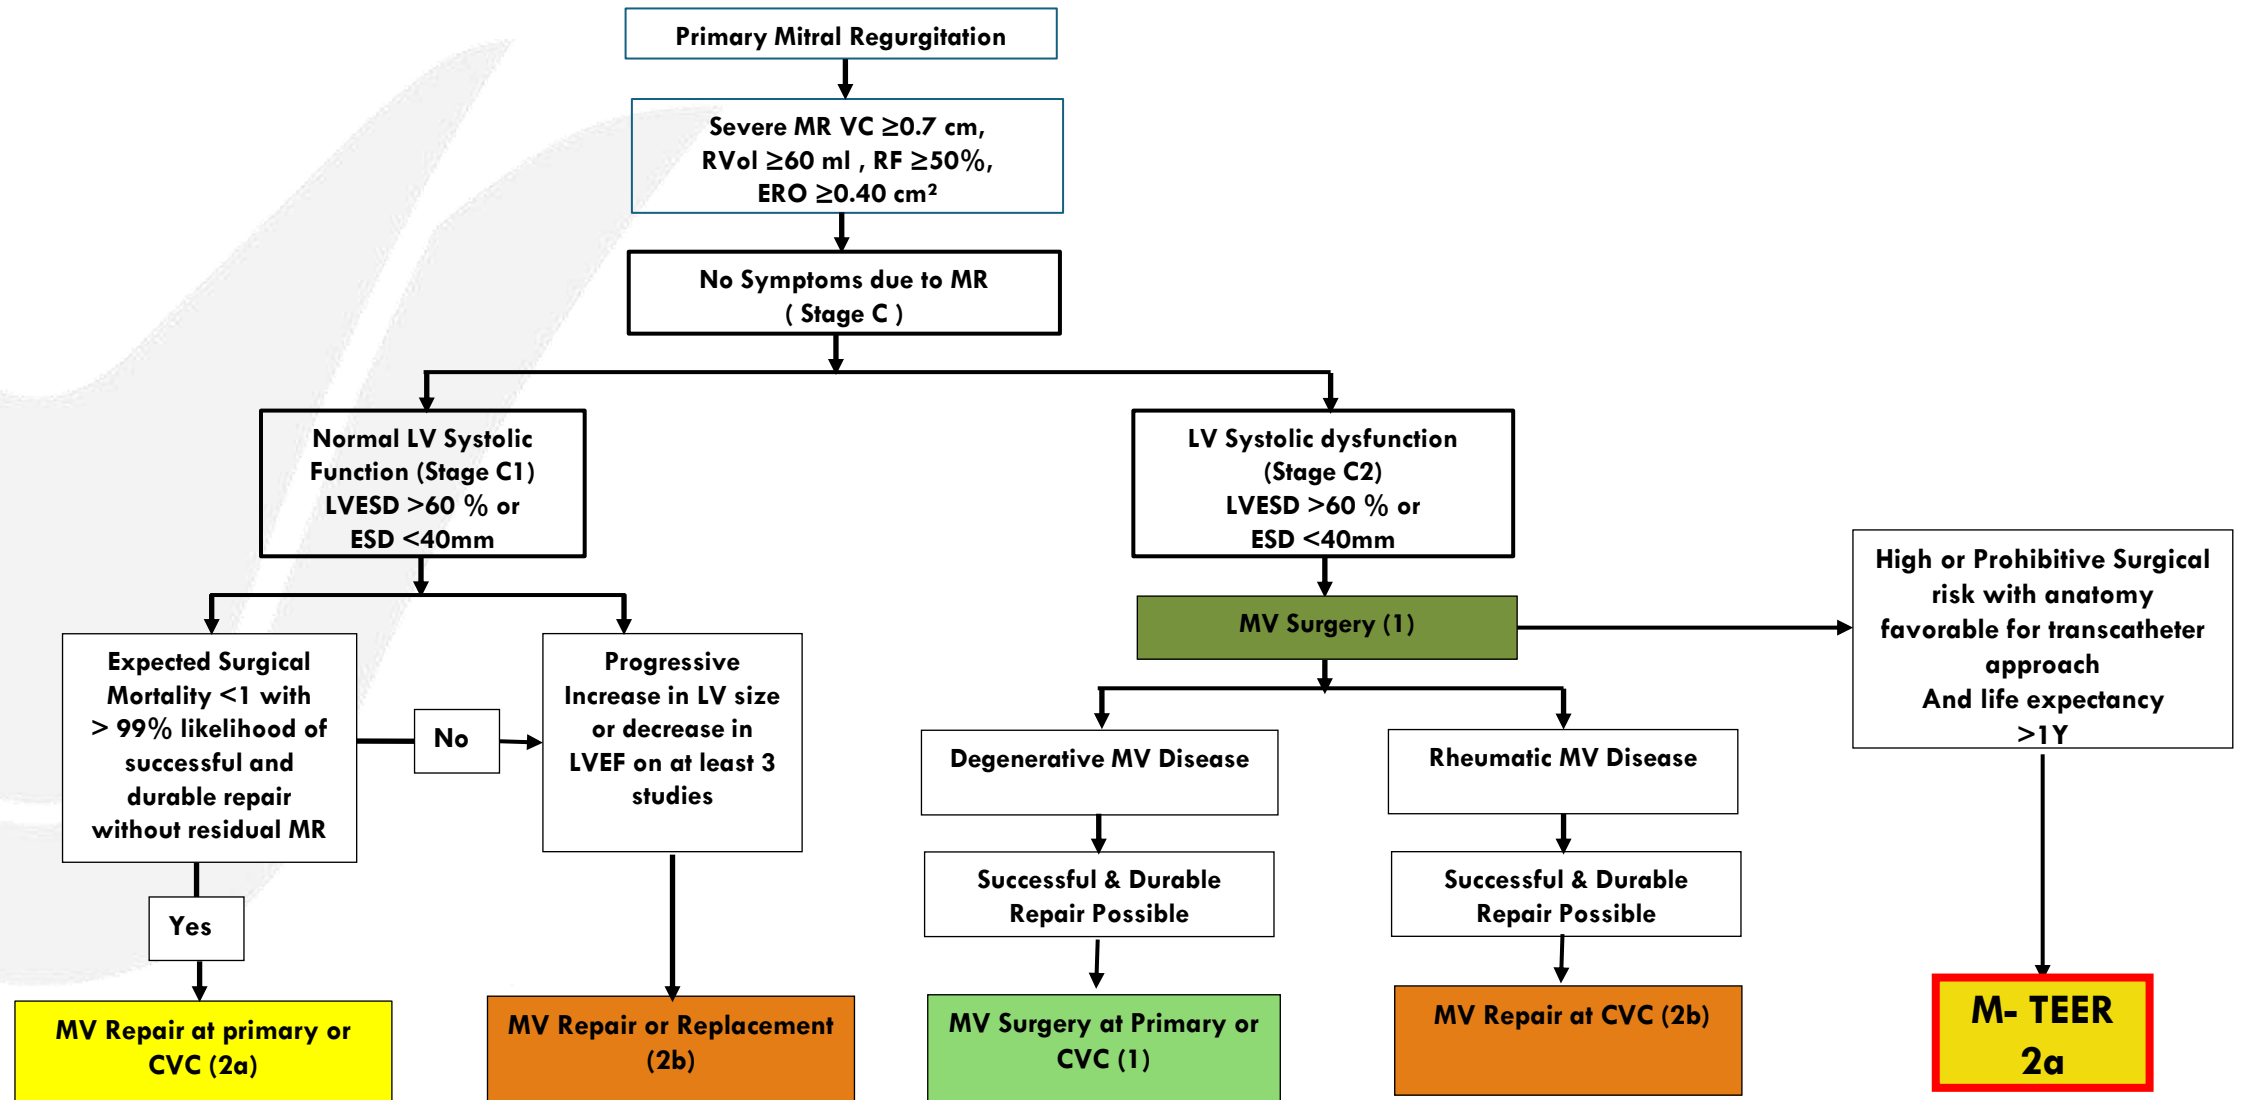 Primary Mitral Regurgitation
Severe MR VC ≥0.7 cm,
RVol ≥60 ml , RF ≥50%,
ERO ≥0.40 cm²
No Symptoms due to MR
( Stage C )
Normal LV Systolic
Function (Stage C1)
LVESD >60 % or
ESD <40mm
LV Systolic dysfunction
(Stage C2)
LVESD >60 % or
ESD <40mm
High or Prohibitive Surgical
risk with anatomy
favorable for transcatheter
approach
And life expectancy
>1Y
MV Surgery (1)
Expected Surgical
Mortality <1 with
> 99% likelihood of
successful and
durable repair
without residual MR
No
Progressive
Increase in LV size
or decrease in
LVEF on at least 3
studies
Degenerative MV Disease
Rheumatic MV Disease
Successful & Durable
Repair Possible
Successful & Durable
Repair Possible
Yes
MV Repair at primary or
CVC (2a)
MV Repair or Replacement
(2b)
MV Surgery at Primary or
CVC (1)
MV Repair at CVC (2b)
M- TEER
2a